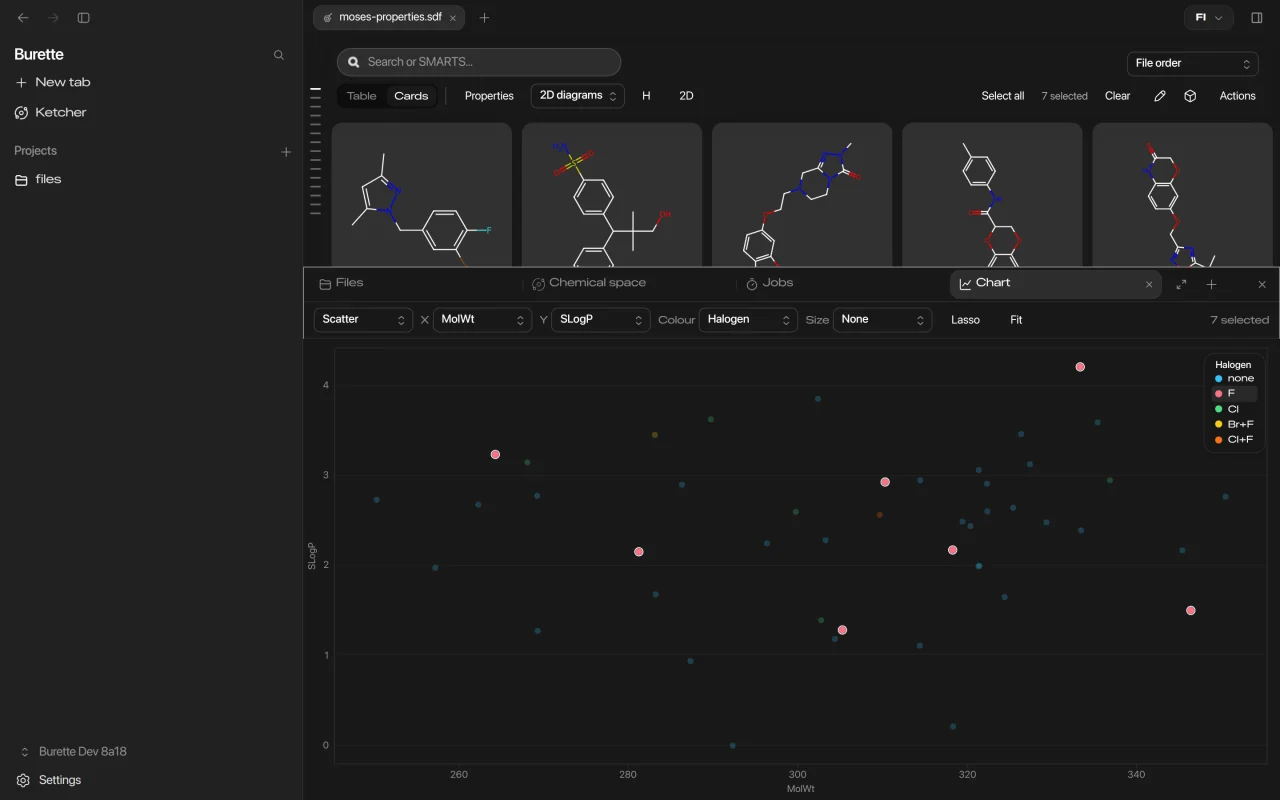 moses-properties.sdf
FI
Burette
New tab
Ketcher
Projects
files
Search or SMARTS...
File order
Table Cards Properties 2D diagrams H 2D Select all 7 selected Clear Actions
F
OH
Files Chemical space Jobs Chart
Scatter X MolWt Y SLogP Colour Halogen Size None Lasso Fit 7 selected
Halogen
none
F
Cl
Br+F
Cl+F
4
3
2
1
0
SLogP
260 280 300 320 340
MolWt
Burette Dev 8a18
Settings